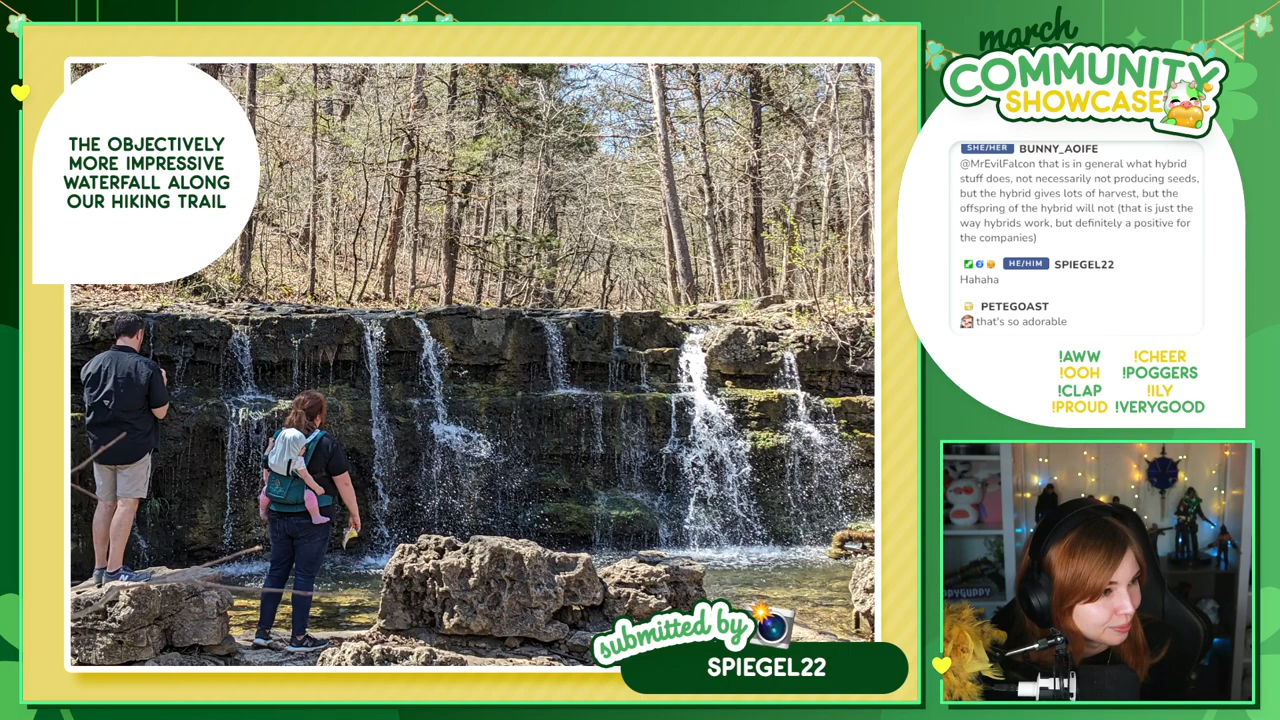 THE OBJECTIVELY
MORE IMPRESSIVE
WATERFALL ALONG
OUR HIKING TRAIL
submitted by
SPIEGEL22
march
COMMUNITY
SHOWCASE
SHE/HER BUNNY_AOIFE
@MrEvilFalcon that is in general what hybrid
stuff does, not necessarily not producing seeds,
but the hybrid gives lots of harvest, but the
offspring of the hybrid will not (that is just the
way hybrids work, but definitely a positive for
the companies)
HE/HIM SPIEGEL22
Hahaha
PETEGOAST
that's so adorable
!AWW !CHEER
!OOH !POGGERS
!CLAP !ILY
!PROUD !VERYGOOD